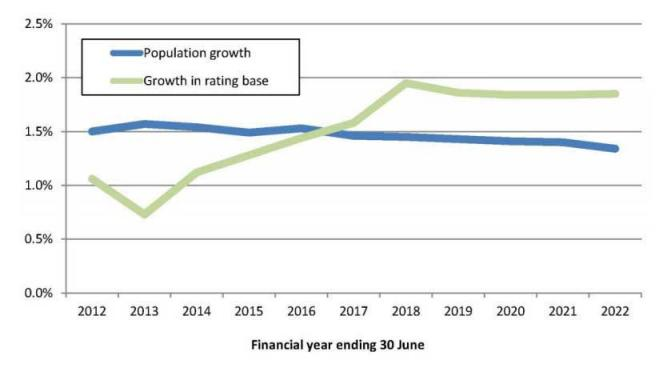 2.5%
Population growth
Growth in rating base
2.0%
1.5%
1.0%
0.5%
0.0%
2012 2013 2014 2015 2016 2017 2018 2019 2020 2021 2022
Financial year ending 30 June